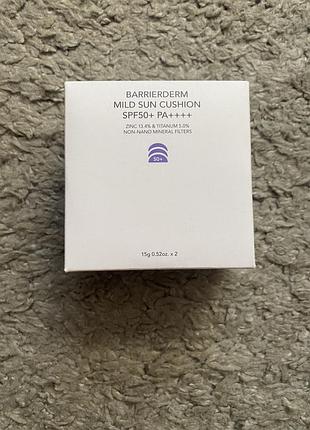 BARRIERDERM
MILD SUN CUSHION
SPF50+ PA++++
ZINC 13.4% & TITANUM 5.0%
NON-NANO MINERAL FILTERS
50+
15g 0.52oz. x 2